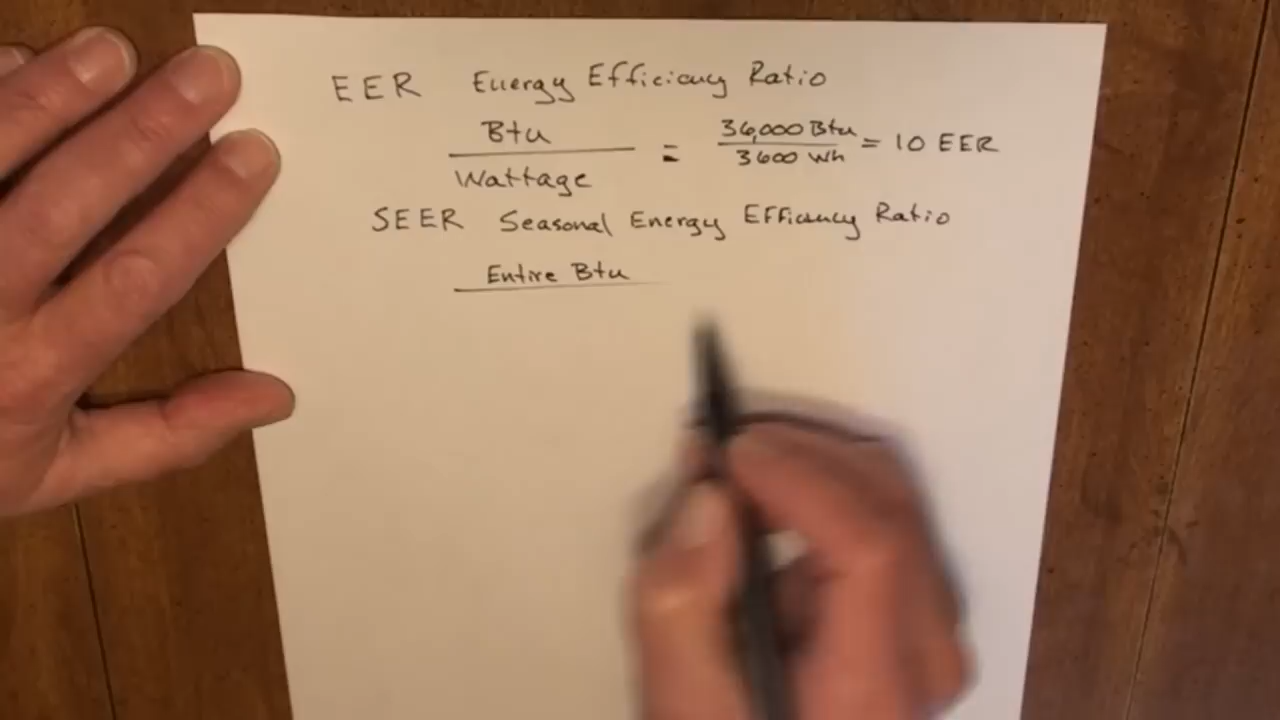 EER Energy Efficiency Ratio
Btu / Wattage = 36,000 Btu / 3600 Wh = 10 EER
SEER Seasonal Energy Efficiency Ratio
Entire Btu